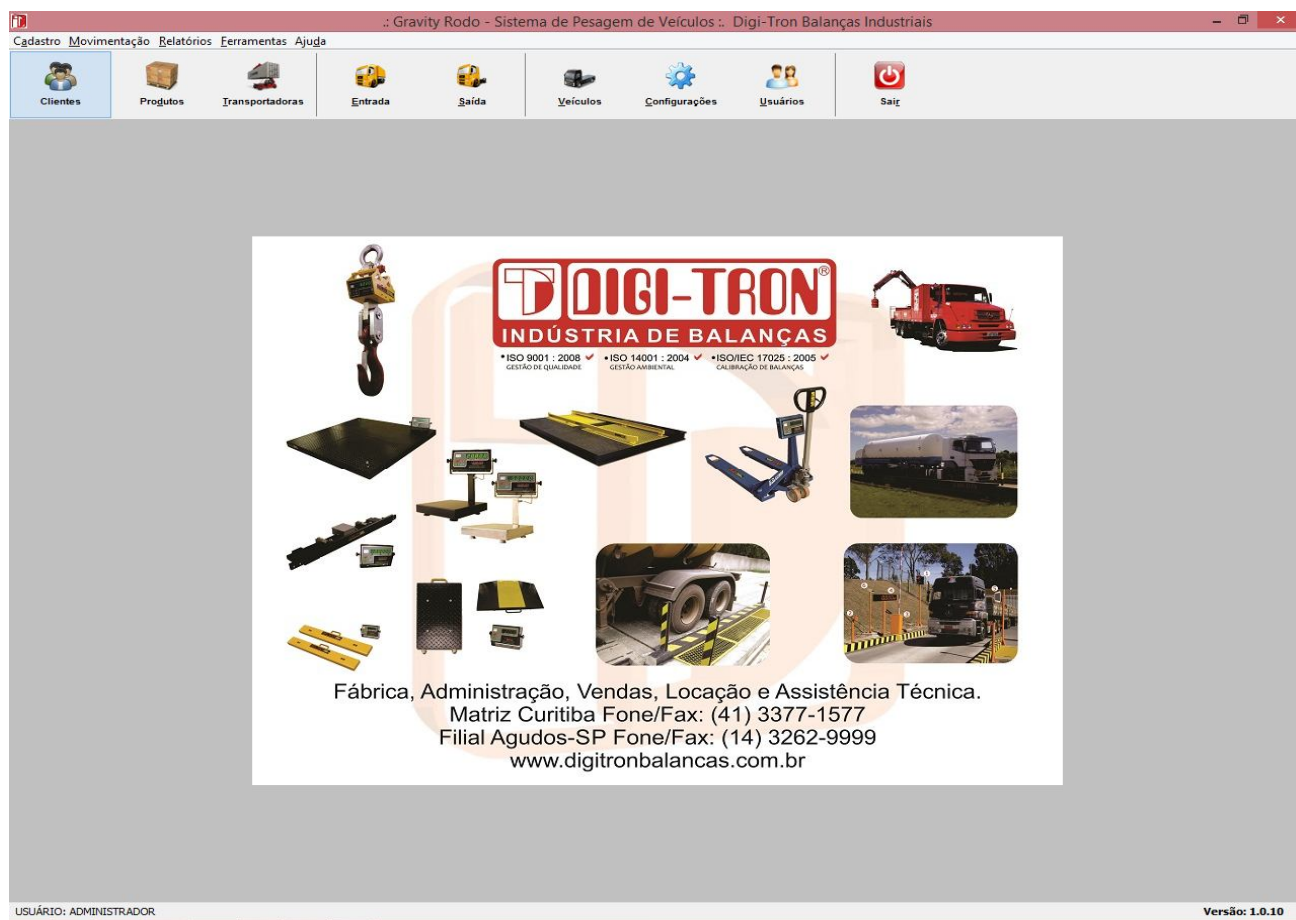 .: Gravity Rodo - Sistema de Pesagem de Veículos :. Digi-Tron Balanças Industriais
Cadastro Movimentação Relatórios Ferramentas Ajuda
Clientes Produtos Transportadoras Entrada Saída Veículos Configurações Usuários Sair
DIGI-TRON®
INDÚSTRIA DE BALANÇAS
•ISO 9001 : 2008 •ISO 14001 : 2004 •ISO/IEC 17025 : 2005
GESTÃO DE QUALIDADE GESTÃO AMBIENTAL CALIBRAÇÃO DE BALANÇAS
Fábrica, Administração, Vendas, Locação e Assistência Técnica.
Matriz Curitiba Fone/Fax: (41) 3377-1577
Filial Agudos-SP Fone/Fax: (14) 3262-9999
www.digitronbalancas.com.br
USUÁRIO: ADMINISTRADOR Versão: 1.0.10